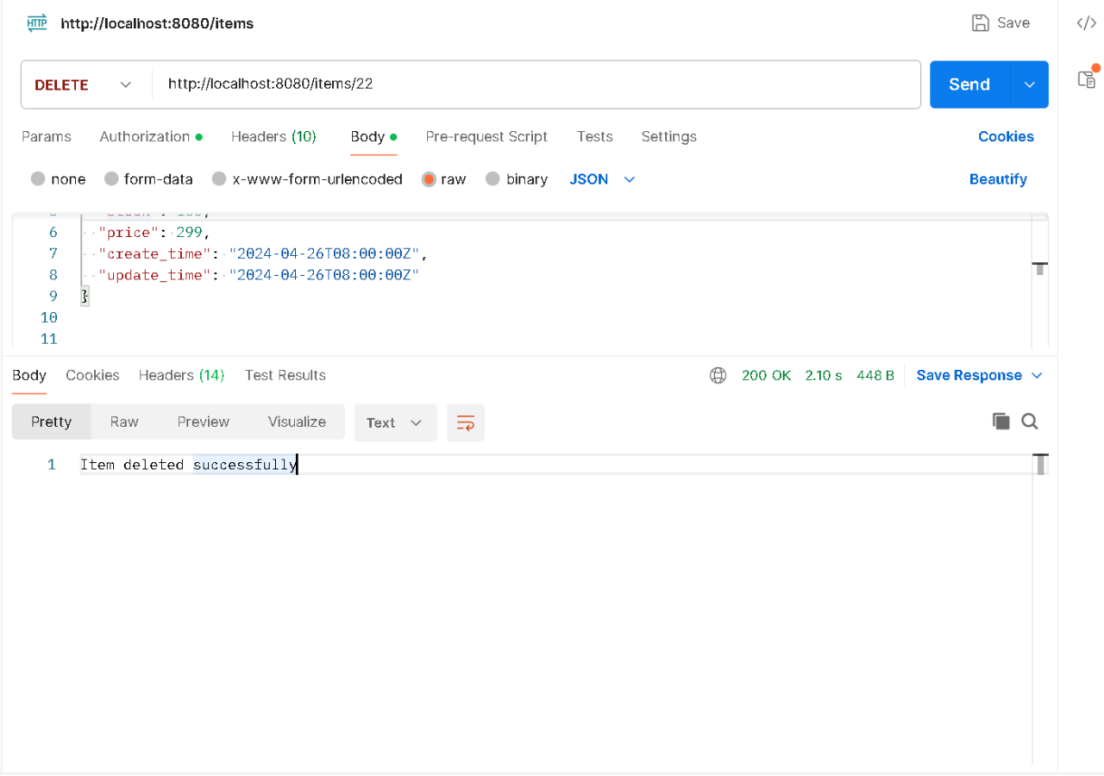 HTTP http://localhost:8080/items Save </>
DELETE http://localhost:8080/items/22 Send
Params Authorization Headers (10) Body Pre-request Script Tests Settings Cookies
none form-data x-www-form-urlencoded raw binary JSON Beautify
6 "price": 299,
7 "create_time": "2024-04-26T08:00:00Z",
8 "update_time": "2024-04-26T08:00:00Z"
9 }
10
11
Body Cookies Headers (14) Test Results 200 OK 2.10 s 448 B Save Response
Pretty Raw Preview Visualize Text
1 Item deleted successfully